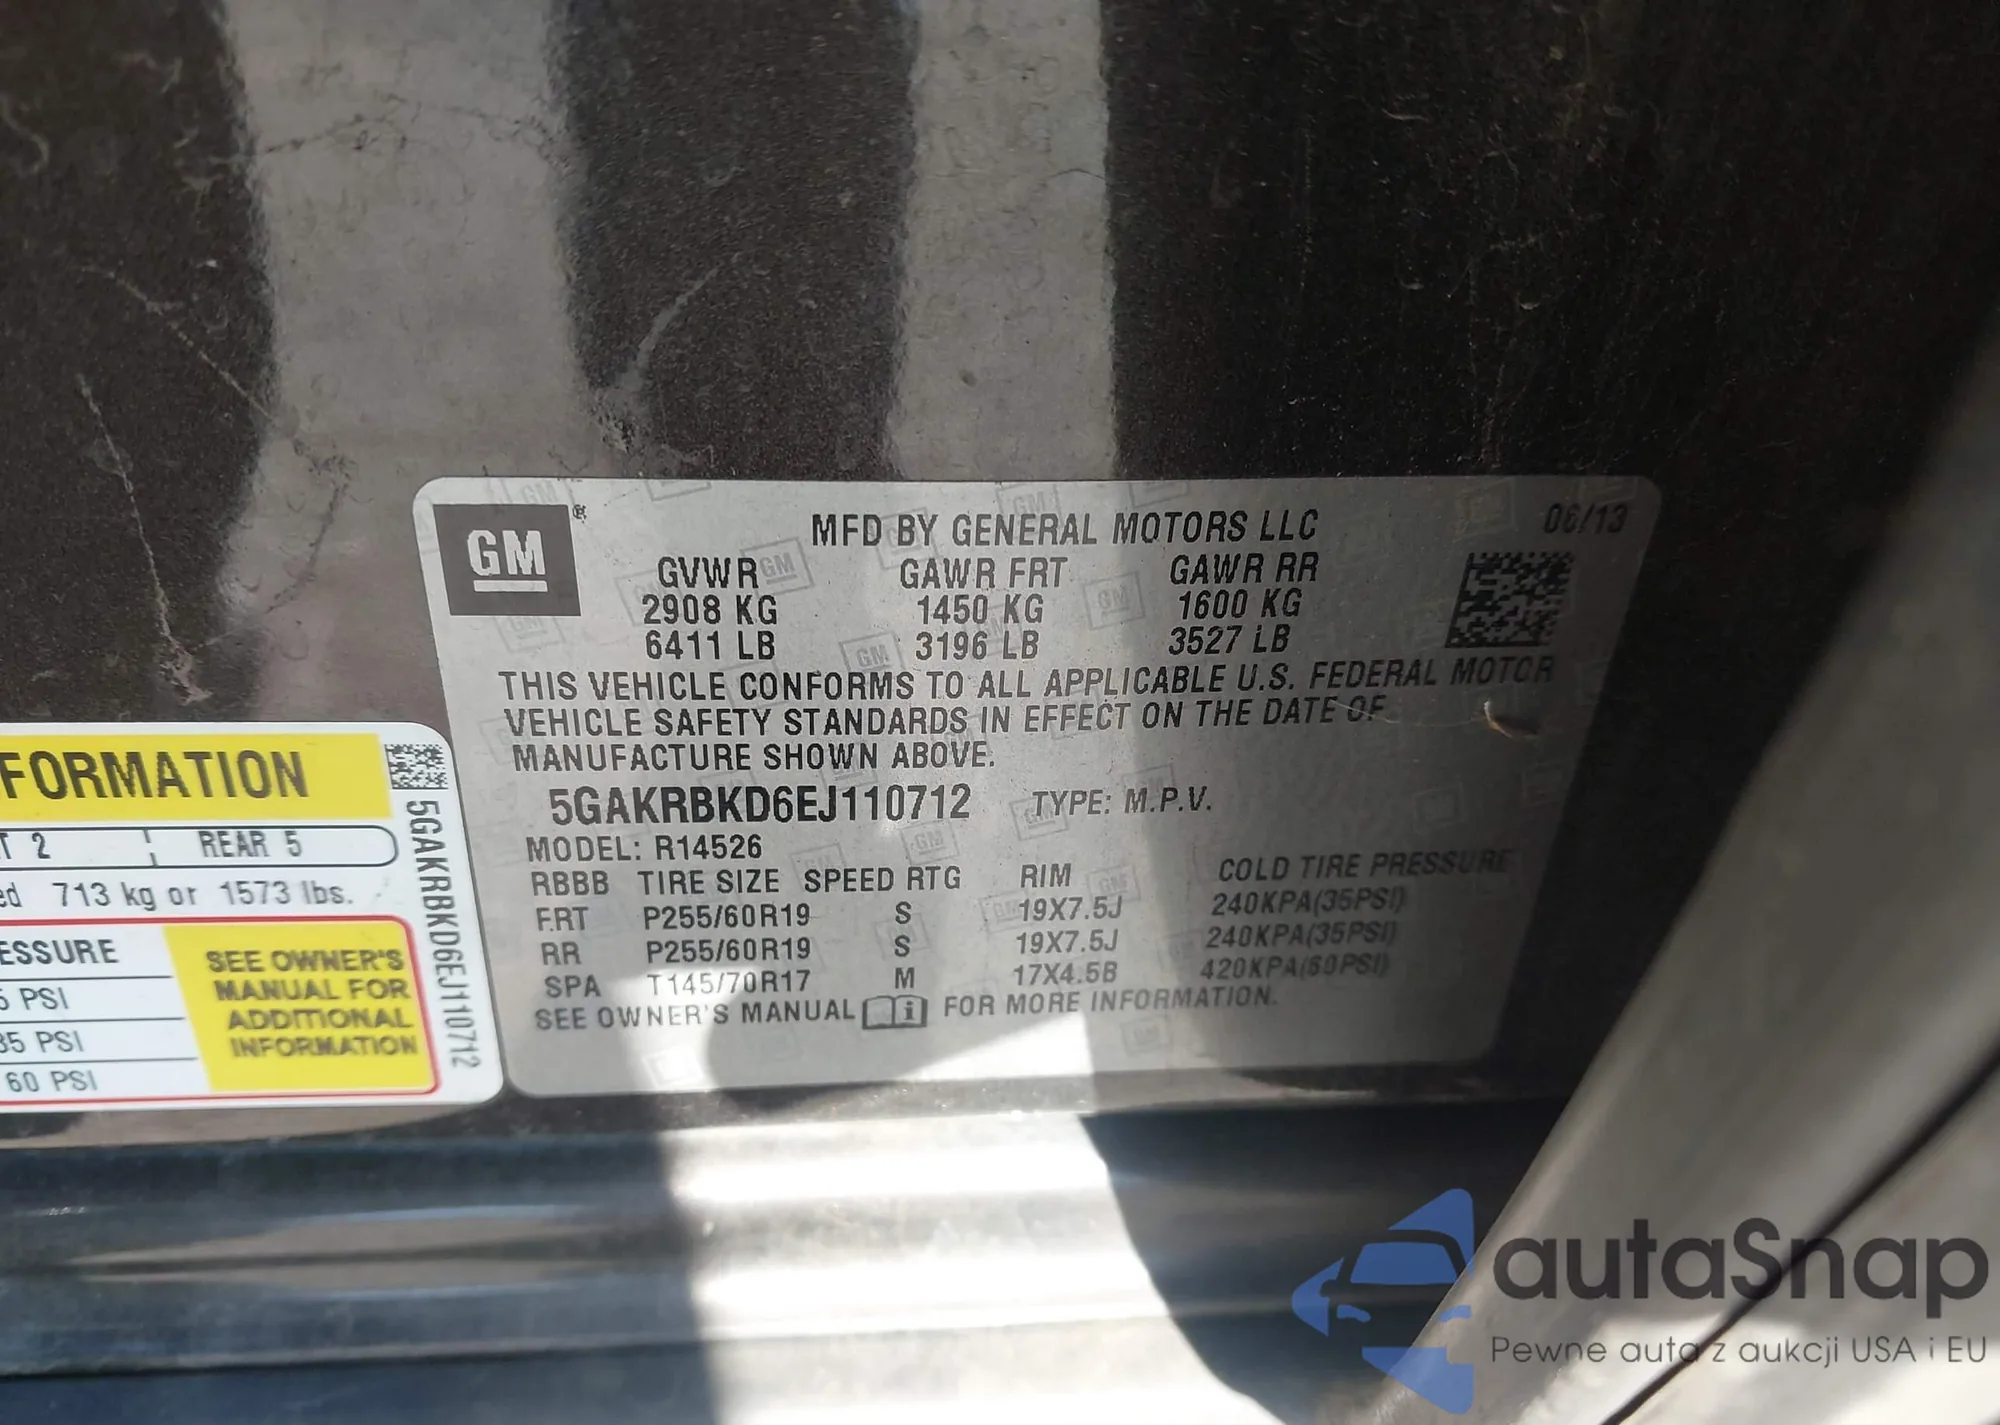 GM ®
MFD BY GENERAL MOTORS LLC 06/13
GVWR GAWR FRT GAWR RR
2908 KG 1450 KG 1600 KG
6411 LB 3196 LB 3527 LB
THIS VEHICLE CONFORMS TO ALL APPLICABLE U.S. FEDERAL MOTOR
VEHICLE SAFETY STANDARDS IN EFFECT ON THE DATE OF
MANUFACTURE SHOWN ABOVE.
5GAKRBKD6EJ110712 TYPE: M.P.V.
MODEL: R14526
RBBB TIRE SIZE SPEED RTG RIM COLD TIRE PRESSURE
FRT P255/60R19 S 19X7.5J 240KPA(35PSI)
RR P255/60R19 S 19X7.5J 240KPA(35PSI)
SPA T145/70R17 M 17X4.5B 420KPA(60PSI)
SEE OWNER'S MANUAL i FOR MORE INFORMATION.
FORMATION
T 2 REAR 5
ed 713 kg or 1573 lbs.
ESSURE
5 PSI
35 PSI
60 PSI
SEE OWNER'S
MANUAL FOR
ADDITIONAL
INFORMATION
5GAKRBKD6EJ110712
autaSnap
Pewne auta z aukcji USA i EU